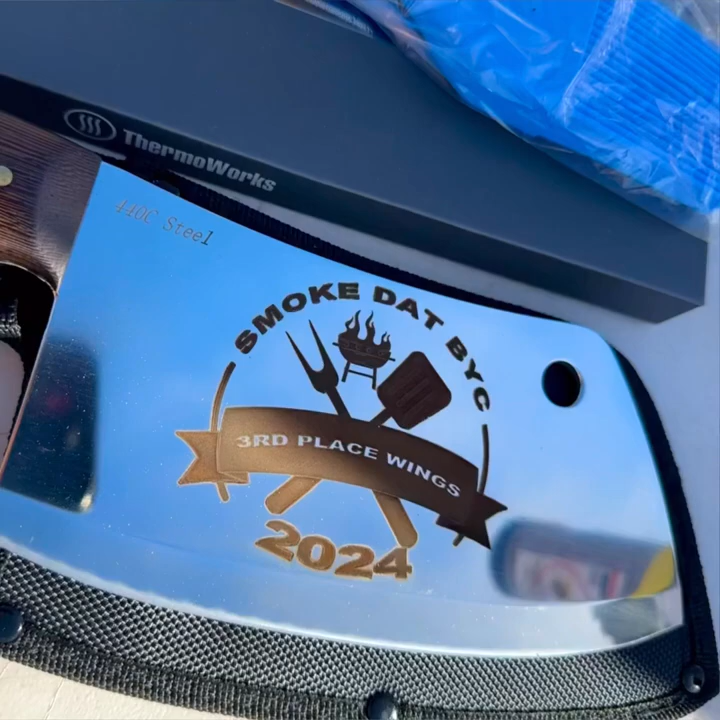 ThermoWorks
440C Steel
SMOKE DAT BYC
3RD PLACE WINGS
2024